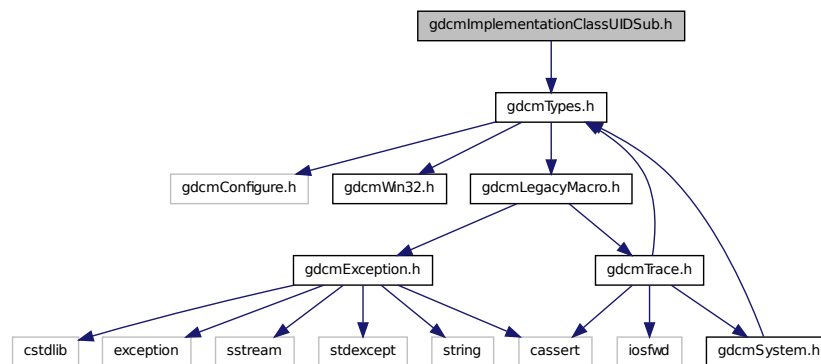 gdcmImplementationClassUIDSub.h
gdcmTypes.h
gdcmConfigure.h
gdcmWin32.h
gdcmLegacyMacro.h
gdcmException.h
gdcmTrace.h
cstdlib
exception
sstream
stdexcept
string
cassert
iosfwd
gdcmSystem.h